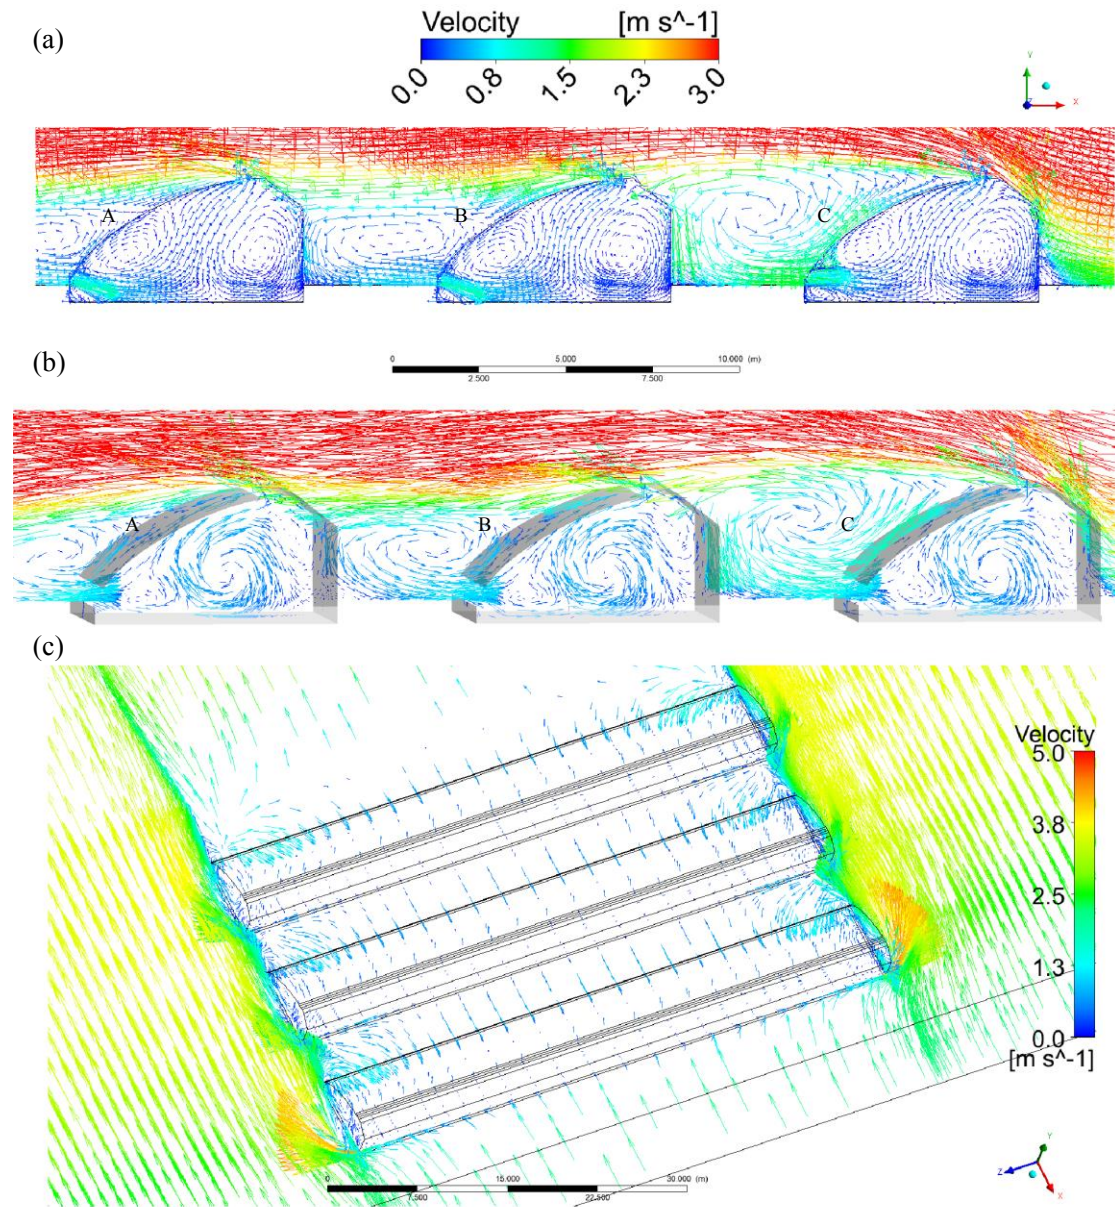 (a)
Velocity [m s^-1]
0.0 0.8 1.5 2.3 3.0
Y
Z X
A B C
(b)
0 5.000 10.000 (m)
2.500 7.500
A B C
(c)
Velocity
5.0
3.8
2.5
1.3
0.0
[m s^-1]
Y
Z
X
0 15.000 30.000 (m)
7.500 22.500